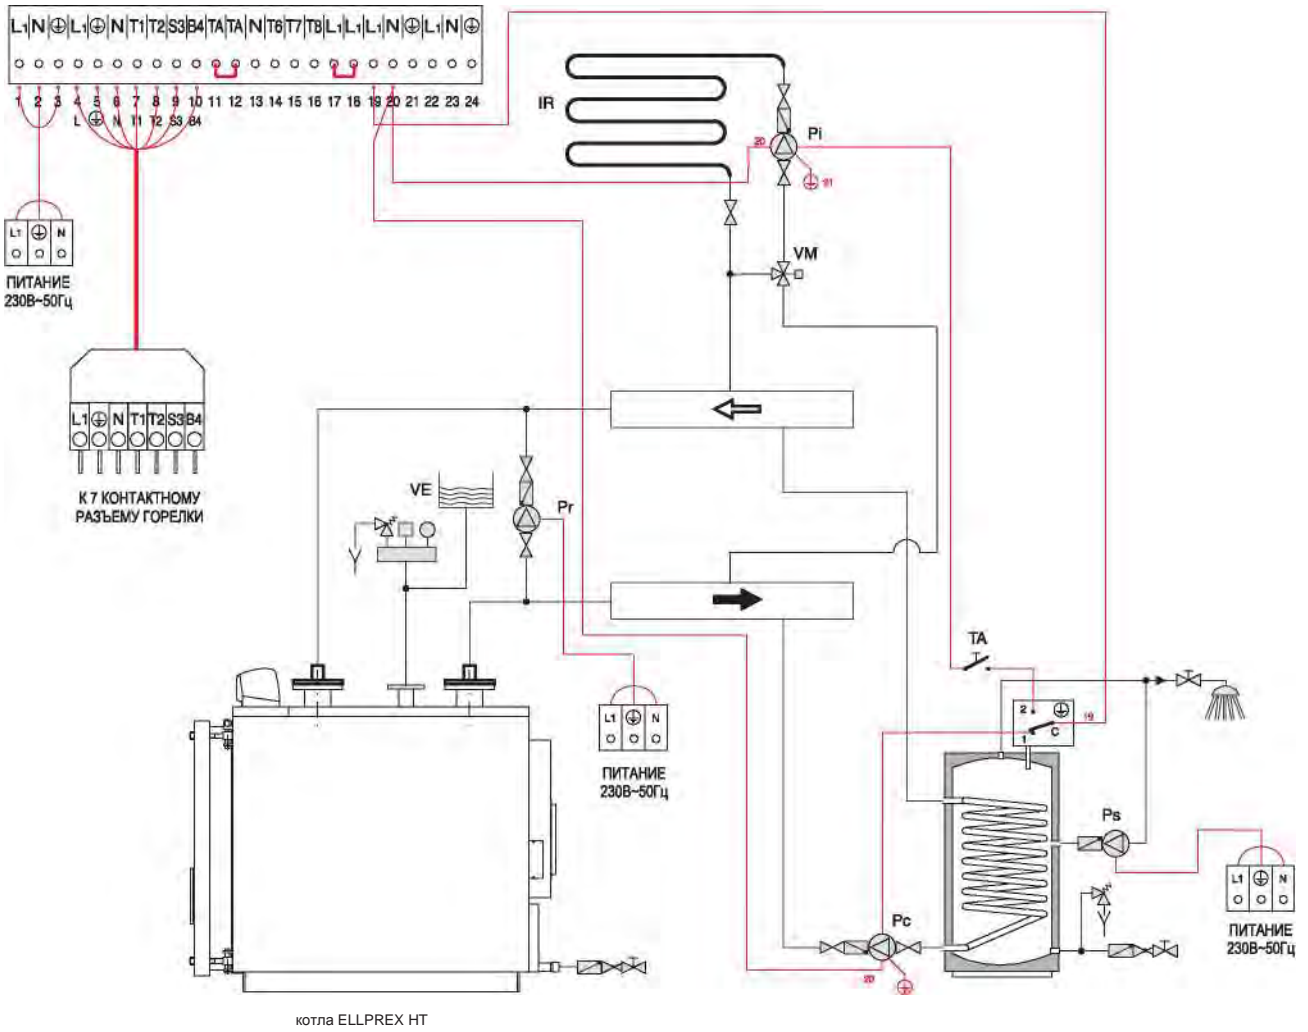 L1 N ⏚ L1 ⏚ N T1 T2 S3 B4 TA TA N T6 T7 T8 L1 L1 L1 N ⏚ L1 N ⏚
1 2 3 4 5 6 7 8 9 10 11 12 13 14 15 16 17 18 19 20 21 22 23 24
L ⏚ N T1 T2 S3 B4
IR
Pi
20
21
VM
L1 ⏚ N
ПИТАНИЕ
230В~50Гц
L1 ⏚ N T1 T2 S3 B4
К 7 КОНТАКТНОМУ
РАЗЪЕМУ ГОРЕЛКИ
VE
Pr
TA
2 ⏚
1 C
19
L1 ⏚ N
ПИТАНИЕ
230В~50Гц
Ps
L1 ⏚ N
ПИТАНИЕ
230В~50Гц
Pc
20
котла ELLPREX HT